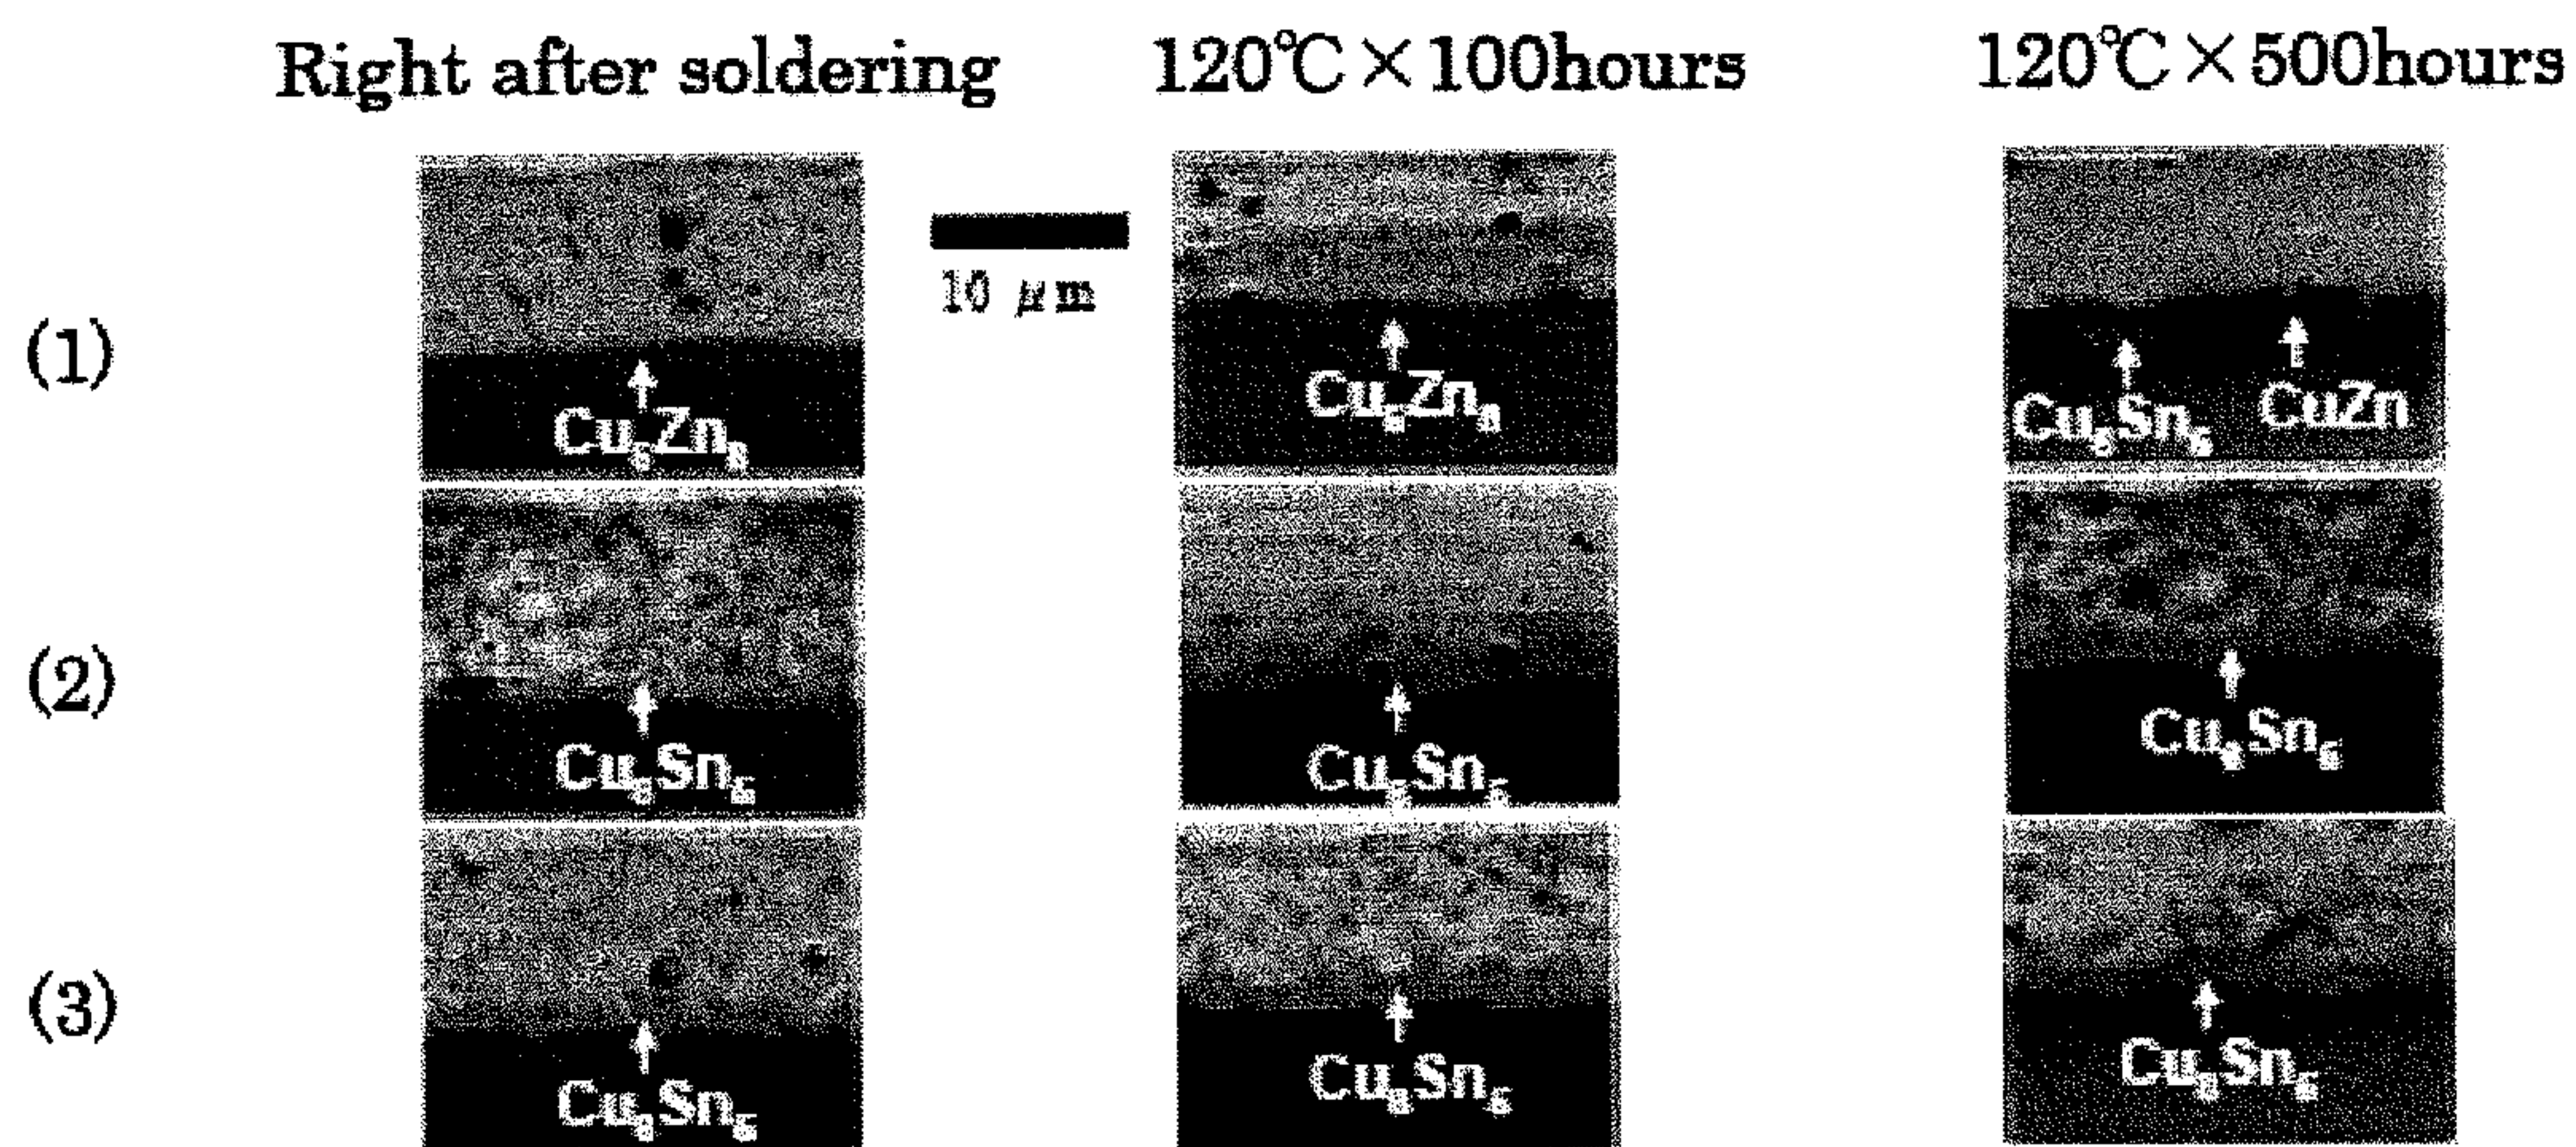 Right after soldering 120℃×100hours 120℃×500hours
10 μm
(1)
Cu₅Zn₈ Cu₅Zn₈ Cu₆Sn₅ CuZn
(2)
Cu₆Sn₅ Cu₆Sn₅ Cu₆Sn₅
(3)
Cu₆Sn₅ Cu₆Sn₅ Cu₆Sn₅